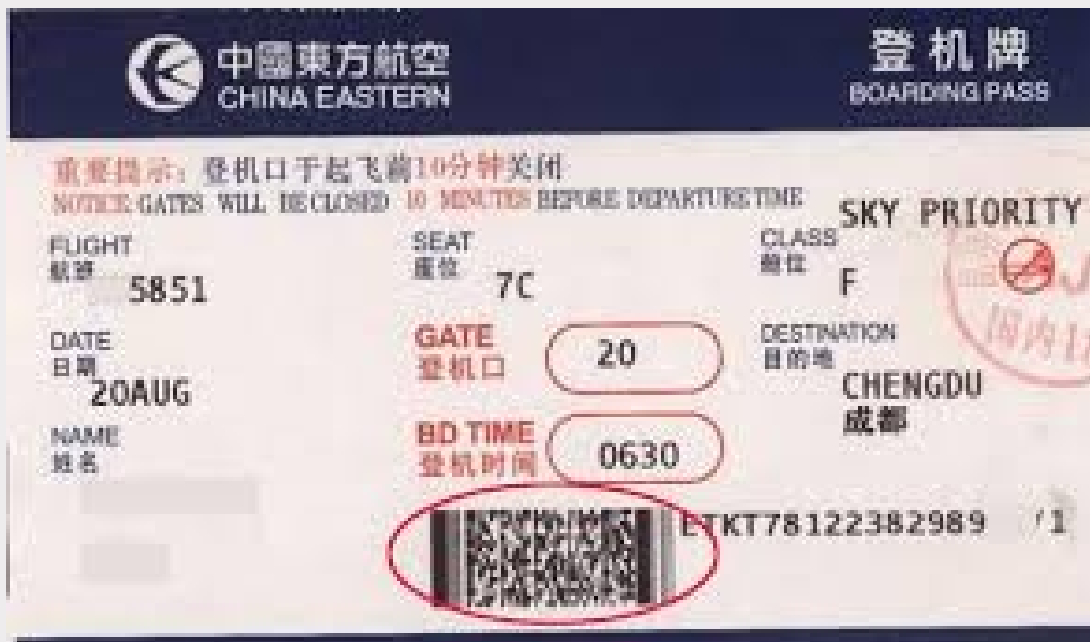 中國東方航空
CHINA EASTERN
登机牌
BOARDING PASS
重要提示：登机口于起飞前10分钟关闭
NOTICE GATES WILL BE CLOSED 10 MINUTES BEFORE DEPARTURE TIME
SKY PRIORITY
FLIGHT
航班
5851
SEAT
座位
7C
CLASS
舱位
F
DATE
日期
20AUG
GATE
登机口
20
DESTINATION
目的地
CHENGDU
成都
NAME
姓名
BD TIME
登机时间
0630
ETKT78122382989 /1
国内